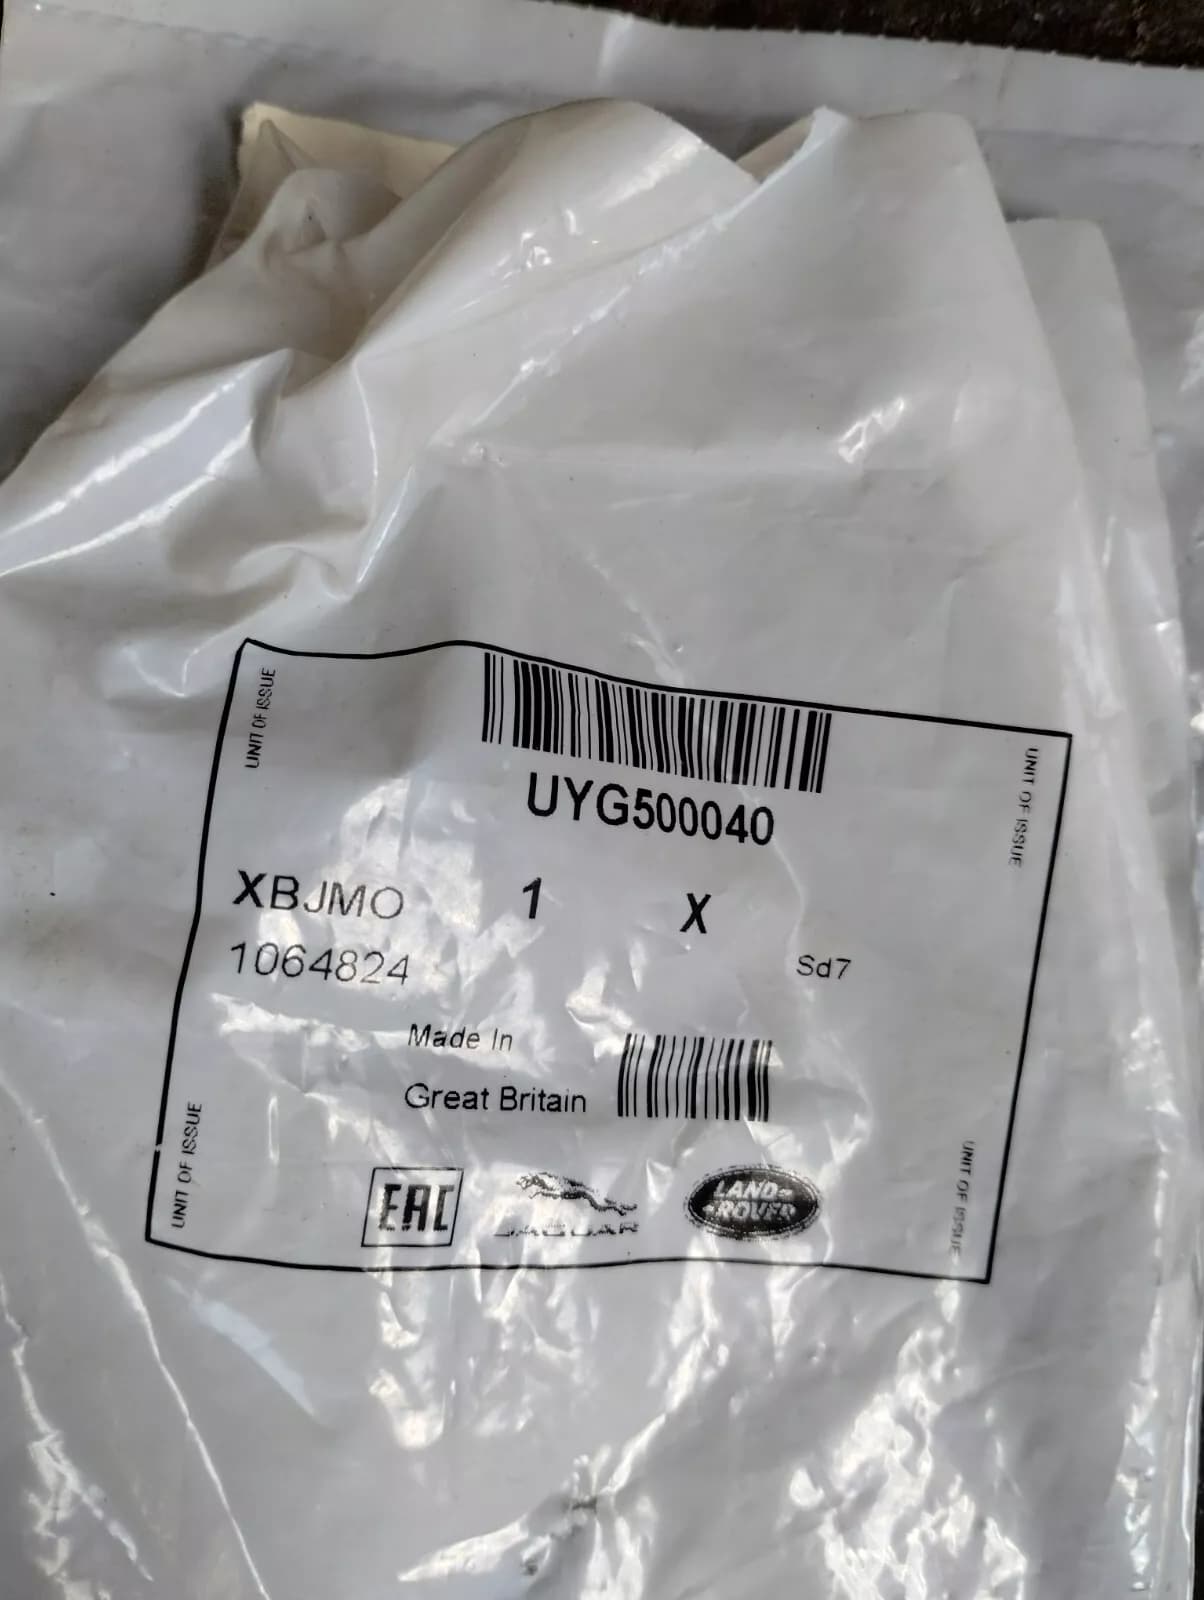 UNIT OF ISSUE
UNIT OF ISSUE
UYG500040
XBJMO 1 X
1064824 Sd7
Made In
Great Britain
UNIT OF ISSUE
UNIT OF ISSUE
EAC
JAGUAR
LAND-
-ROVER